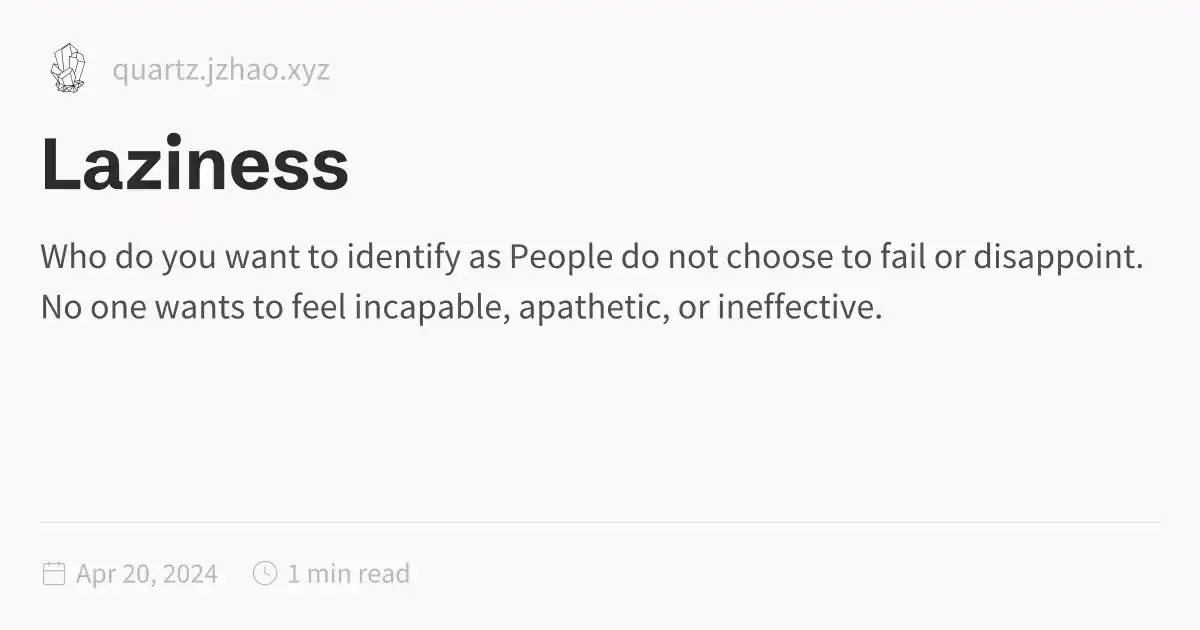 quartz.jzhao.xyz
Laziness
Who do you want to identify as People do not choose to fail or disappoint.
No one wants to feel incapable, apathetic, or ineffective.
Apr 20, 2024 1 min read